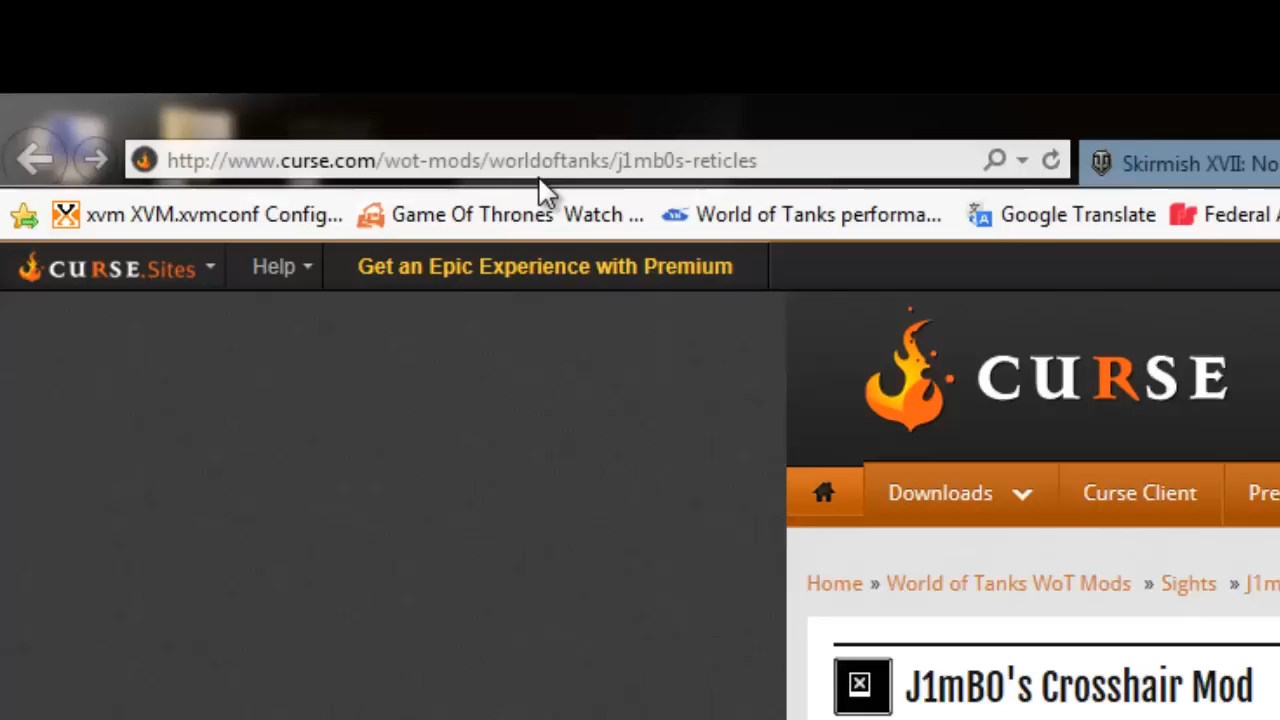 http://www.curse.com/wot-mods/worldoftanks/j1mb0s-reticles
Skirmish XVII: No
xvm XVM.xvmconf Config... Game Of Thrones Watch ... World of Tanks performa... Google Translate Federal A
CURSE.Sites Help Get an Epic Experience with Premium
CURSE
Downloads Curse Client Pre
Home » World of Tanks WoT Mods » Sights » J1m
J1mB0's Crosshair Mod